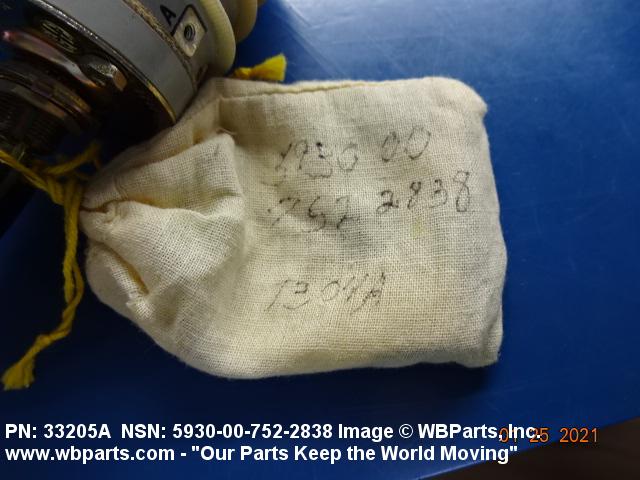 A
5930 00
752 2838
1304A
PN: 33205A NSN: 5930-00-752-2838 Image © WBParts, Inc.
01 25 2021
www.wbparts.com - "Our Parts Keep the World Moving"